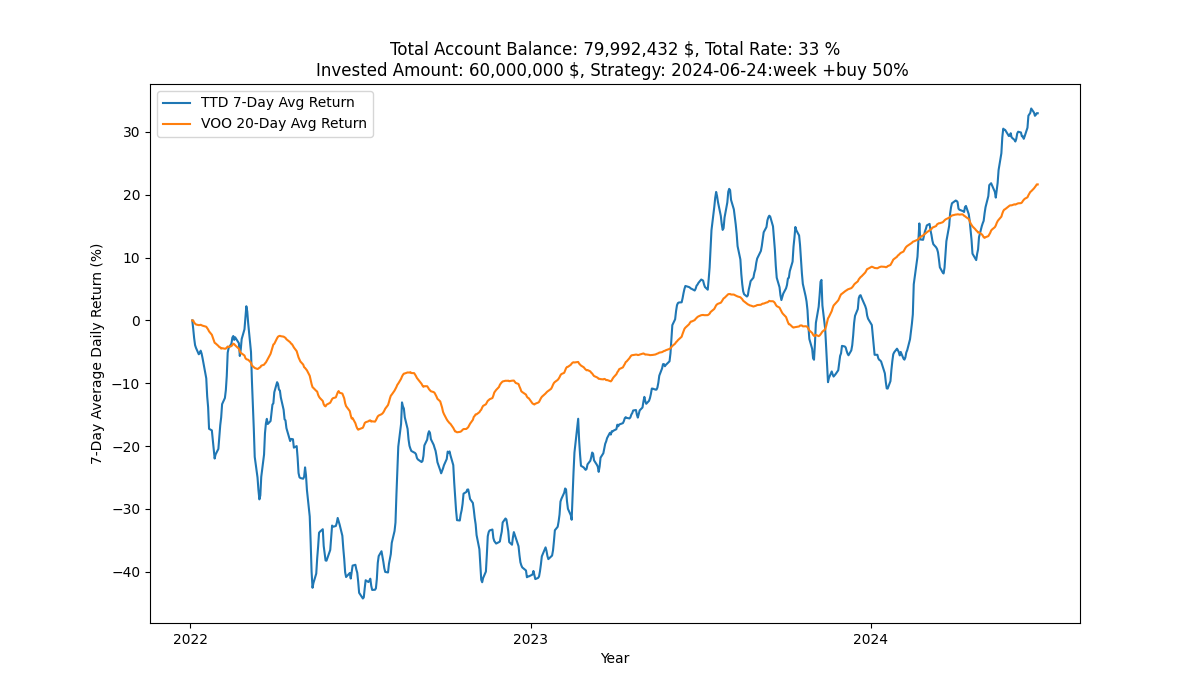 Total Account Balance: 79,992,432 $, Total Rate: 33 %
Invested Amount: 60,000,000 $, Strategy: 2024-06-24:week +buy 50%
TTD 7-Day Avg Return
VOO 20-Day Avg Return
7-Day Average Daily Return (%)
30
20
10
0
−10
−20
−30
−40
2022
2023
2024
Year